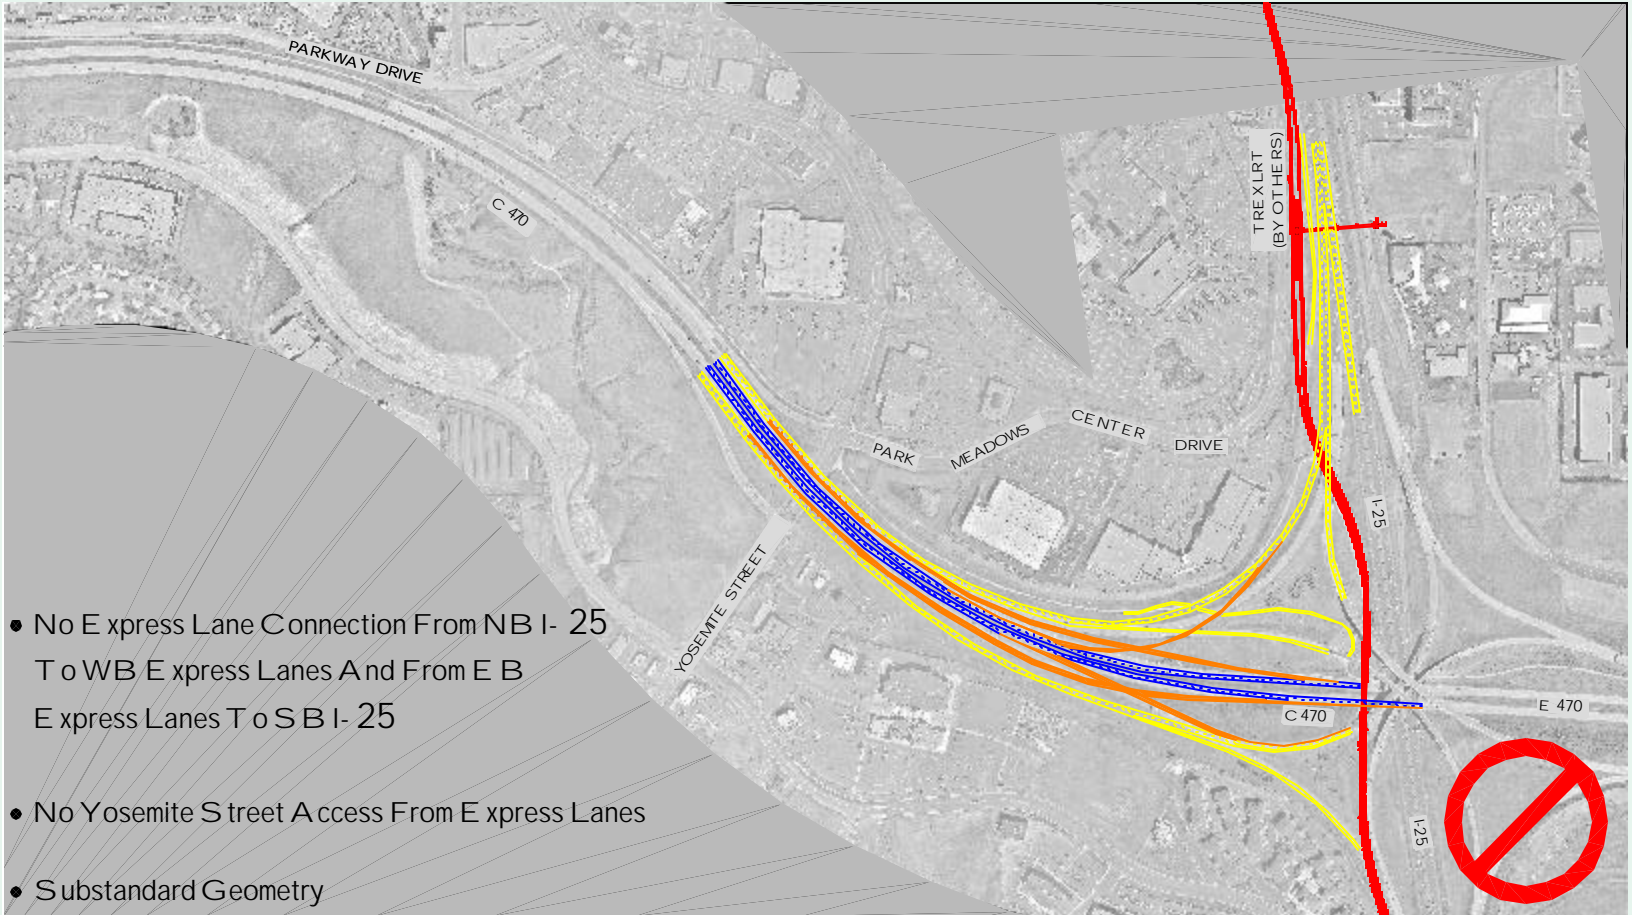 PARKWAY DRIVE
C 470
TREX LRT
(BY OTHERS)
PARK MEADOWS CENTER DRIVE
I-25
YOSEMITE STREET
C 470
E 470
I-25
• No Express Lane Connection From NB I-25
To WB Express Lanes And From EB
Express Lanes To SB I-25
• No Yosemite Street Access From Express Lanes
• Substandard Geometry